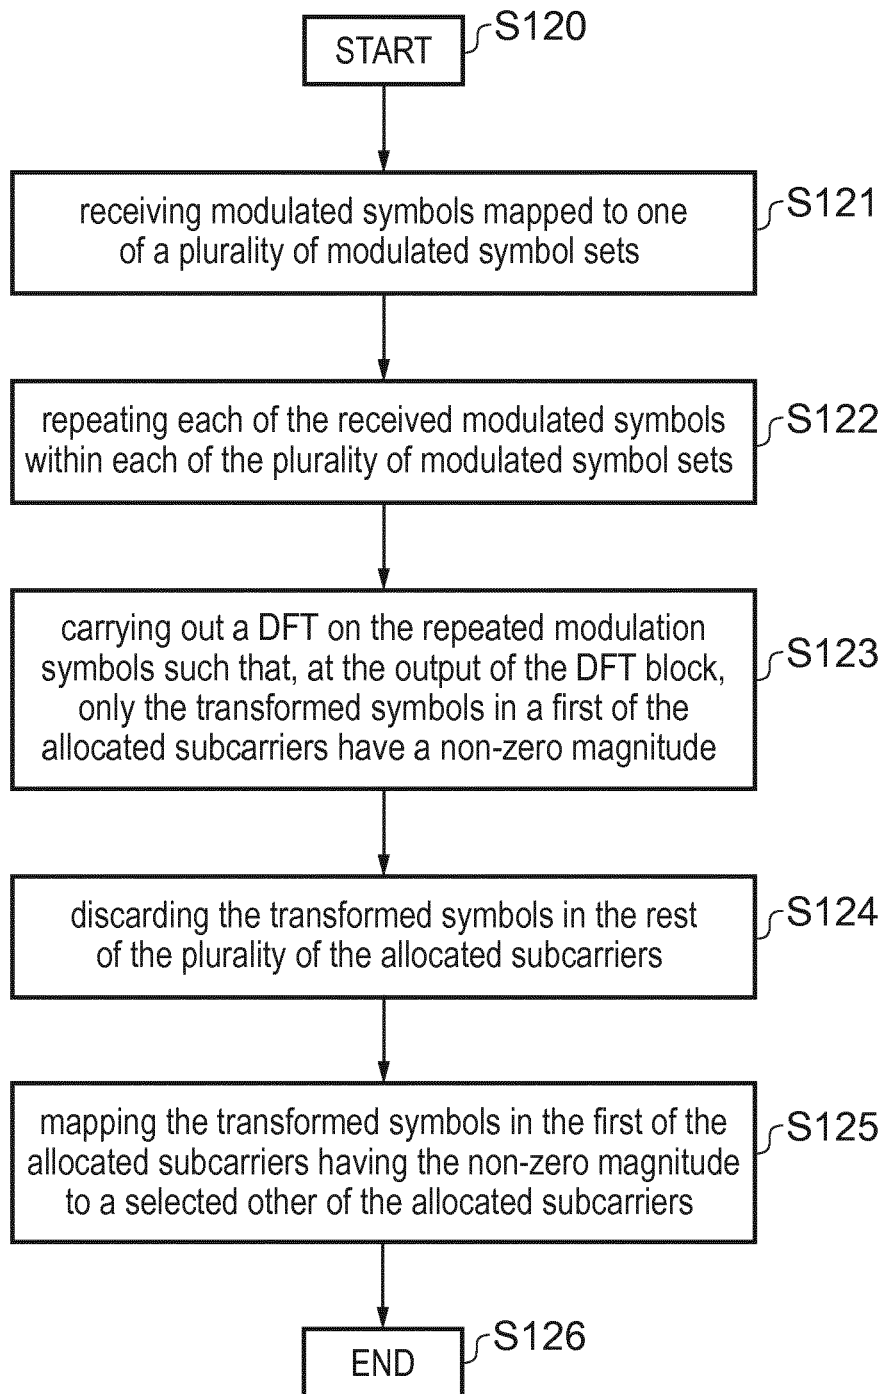 START
S120
receiving modulated symbols mapped to one
of a plurality of modulated symbol sets
S121
repeating each of the received modulated symbols
within each of the plurality of modulated symbol sets
S122
carrying out a DFT on the repeated modulation
symbols such that, at the output of the DFT block,
only the transformed symbols in a first of the
allocated subcarriers have a non-zero magnitude
S123
discarding the transformed symbols in the rest
of the plurality of the allocated subcarriers
S124
mapping the transformed symbols in the first of the
allocated subcarriers having the non-zero magnitude
to a selected other of the allocated subcarriers
S125
END
S126